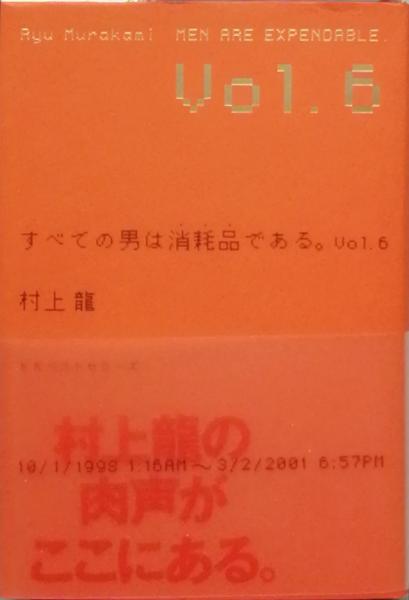 Ryu Murakami MEN ARE EXPENDABLE.
Vol. 6
すべての男は消耗品である。Vol.6
村上龍
村上龍の
10/1/1998 1:16AM〜3/2/2001 6:57PM
肉声が
ここにある。